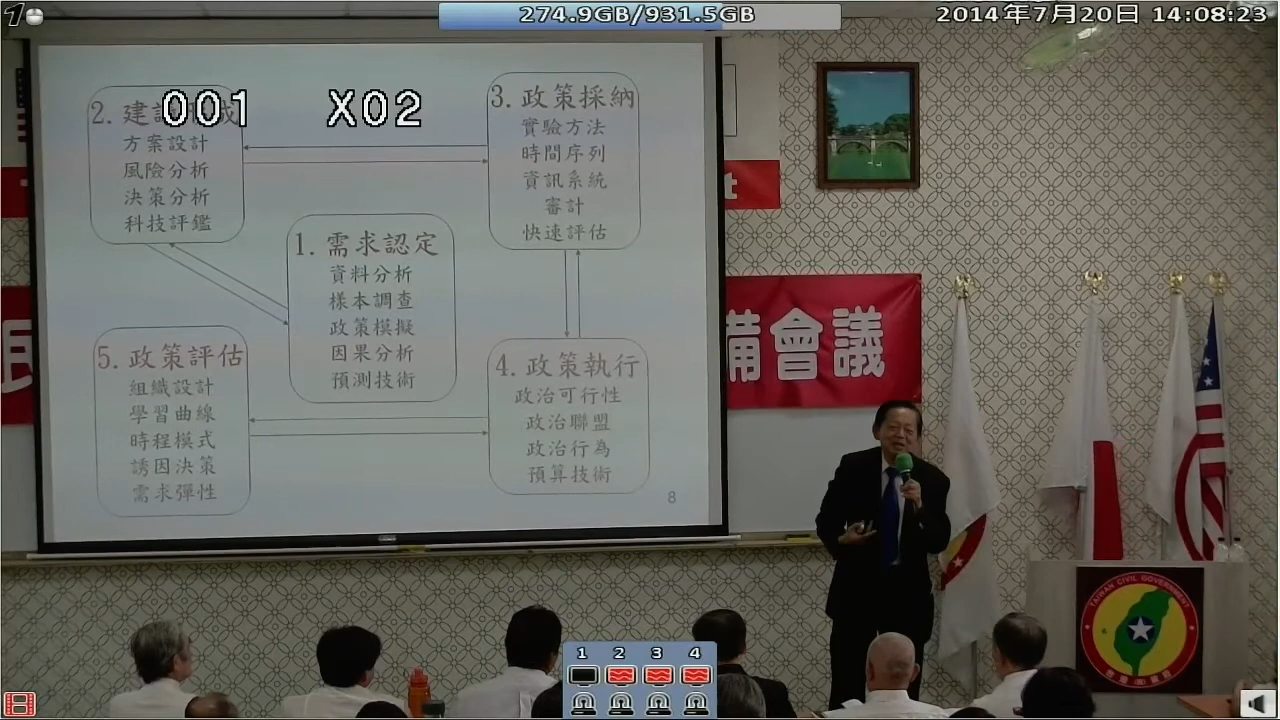 274.9GB/931.5GB
2014年7月20日 14:08:23
001 X02
2. 建
方案設計
風險分析
決策分析
科技評鑑
3. 政策採納
實驗方法
時間序列
資訊系統
審計
快速評估
1. 需求認定
資料分析
樣本調查
政策模擬
因果分析
預測技術
5. 政策評估
組織設計
學習曲線
時程模式
誘因決策
需求彈性
4. 政策執行
政治可行性
政治聯盟
政治行為
預算技術
8
t
民
備會議
TAIWAN CIVIL GOVERNMENT
1 2 3 4